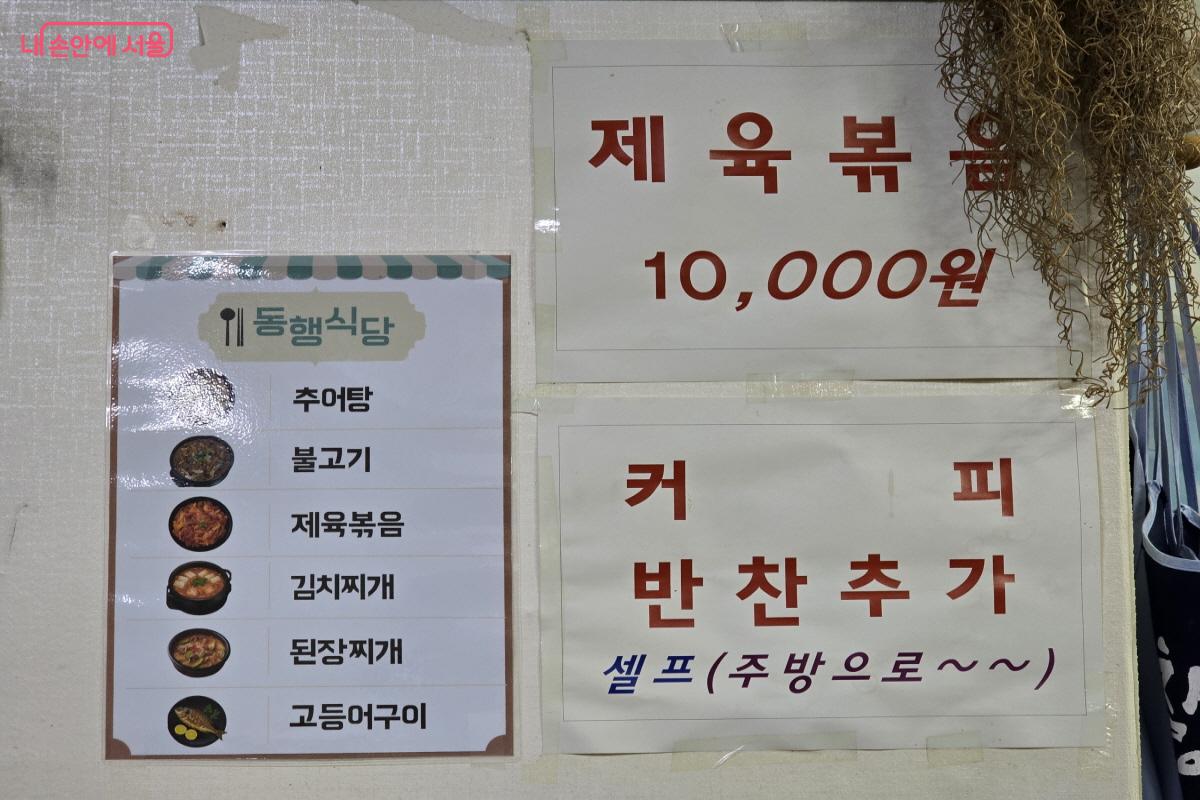 내 손안에 서울
제육볶음
10,000원
동행식당
추어탕
불고기
제육볶음
김치찌개
된장찌개
고등어구이
커 피
반찬추가
셀프(주방으로~~)